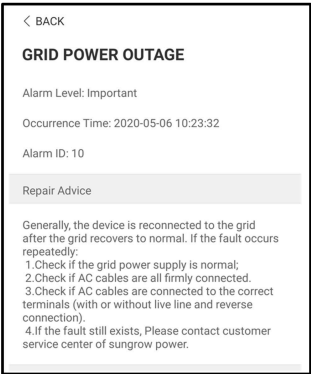 < BACK
GRID POWER OUTAGE
Alarm Level: Important
Occurrence Time: 2020-05-06 10:23:32
Alarm ID: 10
Repair Advice
Generally, the device is reconnected to the grid
after the grid recovers to normal. If the fault occurs
repeatedly:
1.Check if the grid power supply is normal;
2.Check if AC cables are all firmly connected.
3.Check if AC cables are connected to the correct
terminals (with or without live line and reverse
connection).
4.If the fault still exists, Please contact customer
service center of sungrow power.